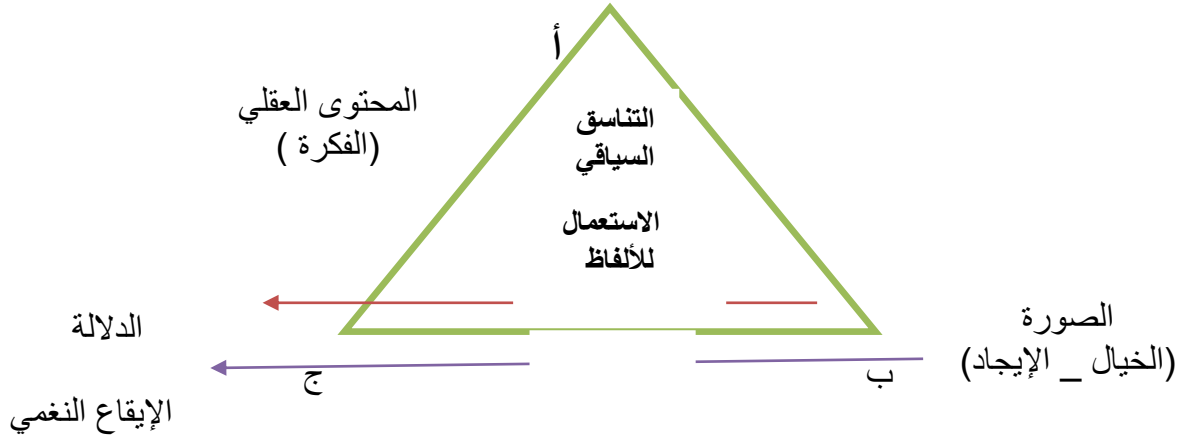 أ
المحتوى العقلي
(الفكرة )
التناسق
السياقي
الاستعمال
للألفاظ
الصورة
(الخيال _ الإيجاد)
الدلالة
ب
ج
الإيقاع النغمي